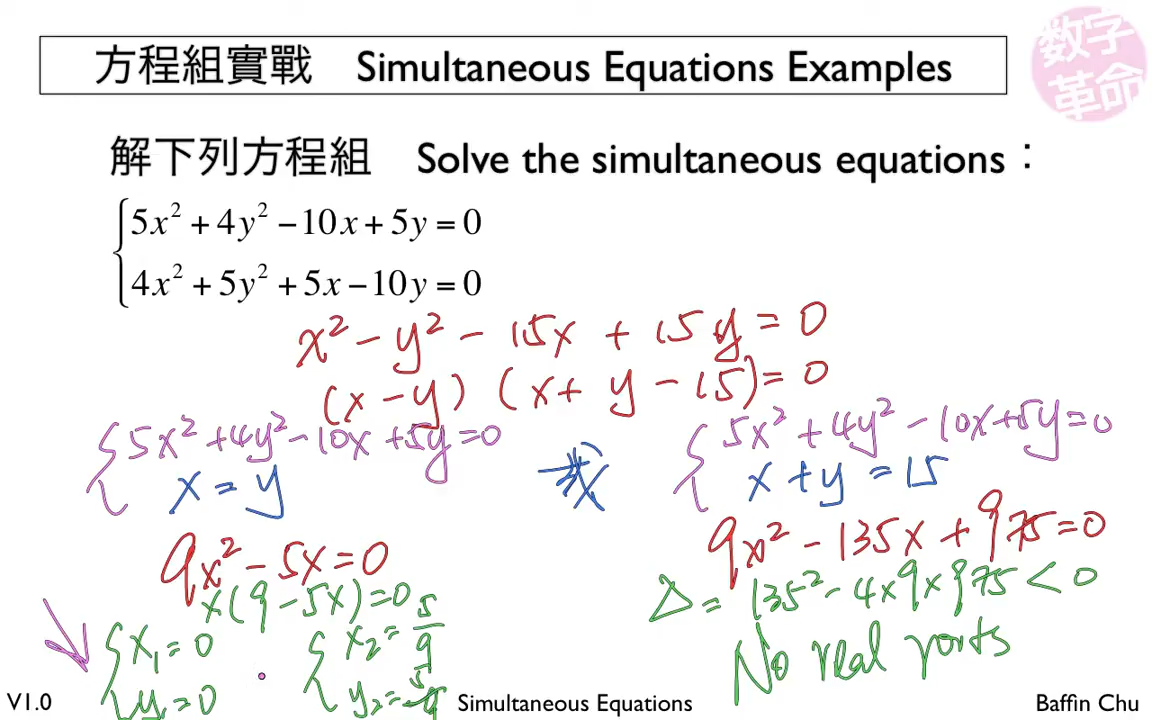 方程組實戰 Simultaneous Equations Examples
数字
革命
解下列方程組 Solve the simultaneous equations：
5x² + 4y² − 10x + 5y = 0
4x² + 5y² + 5x − 10y = 0
x² − y² − 15x + 15y = 0
(x − y) (x + y − 15) = 0
5x² + 4y² − 10x + 5y = 0
x = y
或
5x² + 4y² − 10x + 5y = 0
x + y = 15
9x² − 5x = 0
x(9 − 5x) = 0
x₁ = 0
y₁ = 0
x₂ = 5/9
y₂ = 5/9
9x² − 135x + 975 = 0
Δ = 135² − 4×9×975 < 0
No real roots
V1.0 Simultaneous Equations Baffin Chu